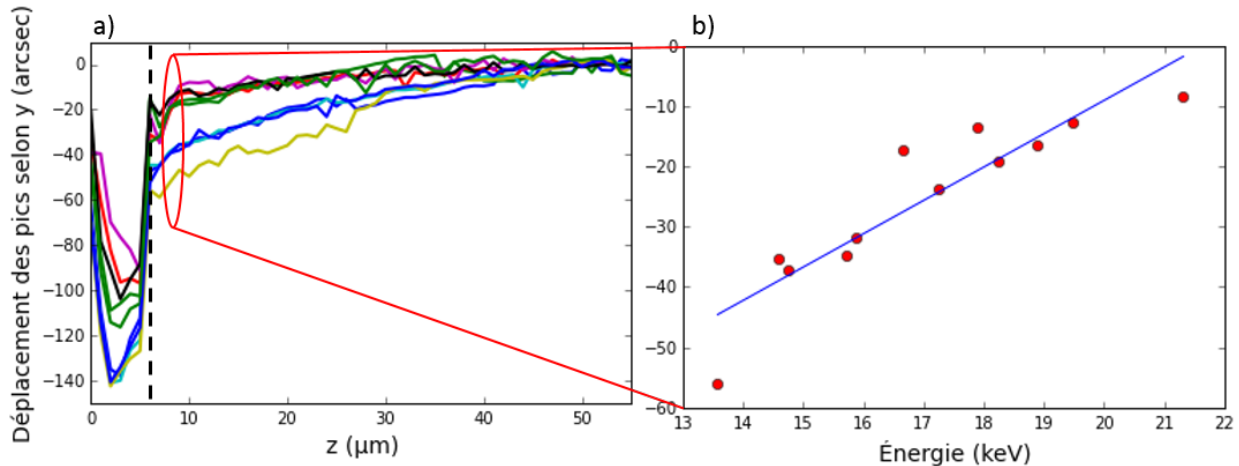 a)
Déplacement des pics selon y (arcsec)
0
−20
−40
−60
−80
−100
−120
−140
0 10 20 30 40 50
z (µm)
b)
0
−10
−20
−30
−40
−50
−60
13 14 15 16 17 18 19 20 21 22
Énergie (keV)